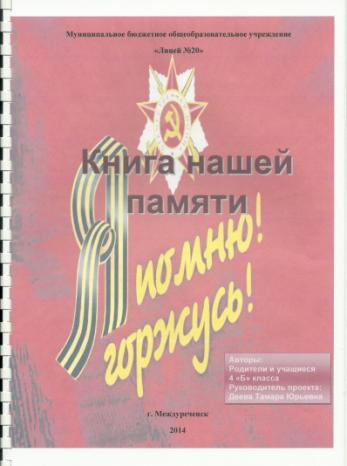 Муниципальное бюджетное общеобразовательное учреждение
«Лицей №20»
Книга нашей
памяти
Я помню!
горжусь!
Авторы:
Родители и учащиеся
4 «Б» класса
Руководитель проекта:
Деева Тамара Юрьевна
г. Междуреченск
2014